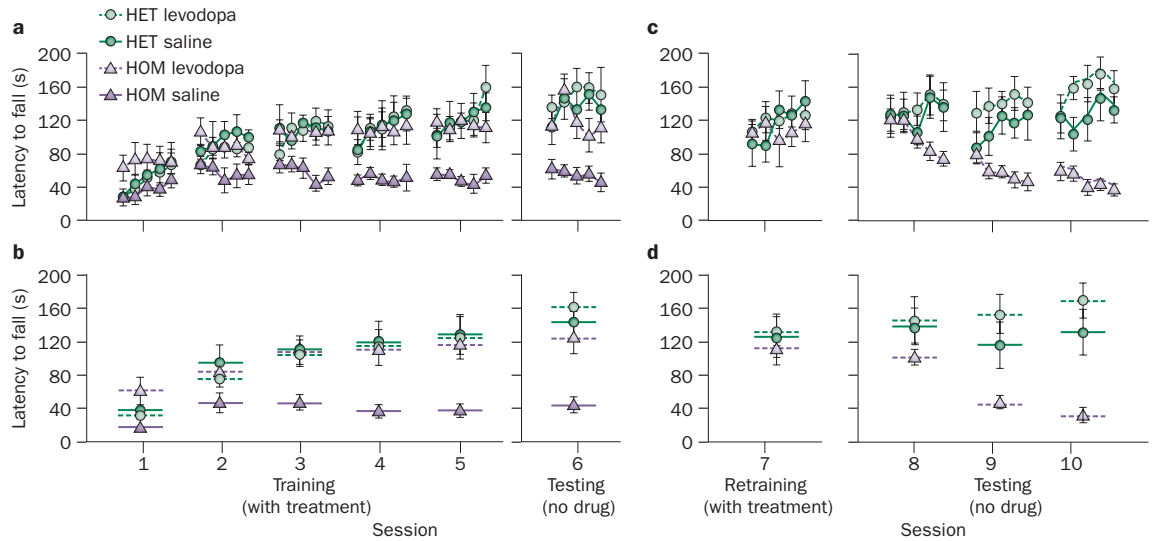 a
HET levodopa
HET saline
HOM levodopa
HOM saline
Latency to fall (s)
200
160
120
80
40
0
c
200
160
120
80
40
0
b
Latency to fall (s)
200
160
120
80
40
0
1 2 3 4 5 6
Training
(with treatment)
Testing
(no drug)
Session
d
200
160
120
80
40
0
7 8 9 10
Retraining
(with treatment)
Testing
(no drug)
Session